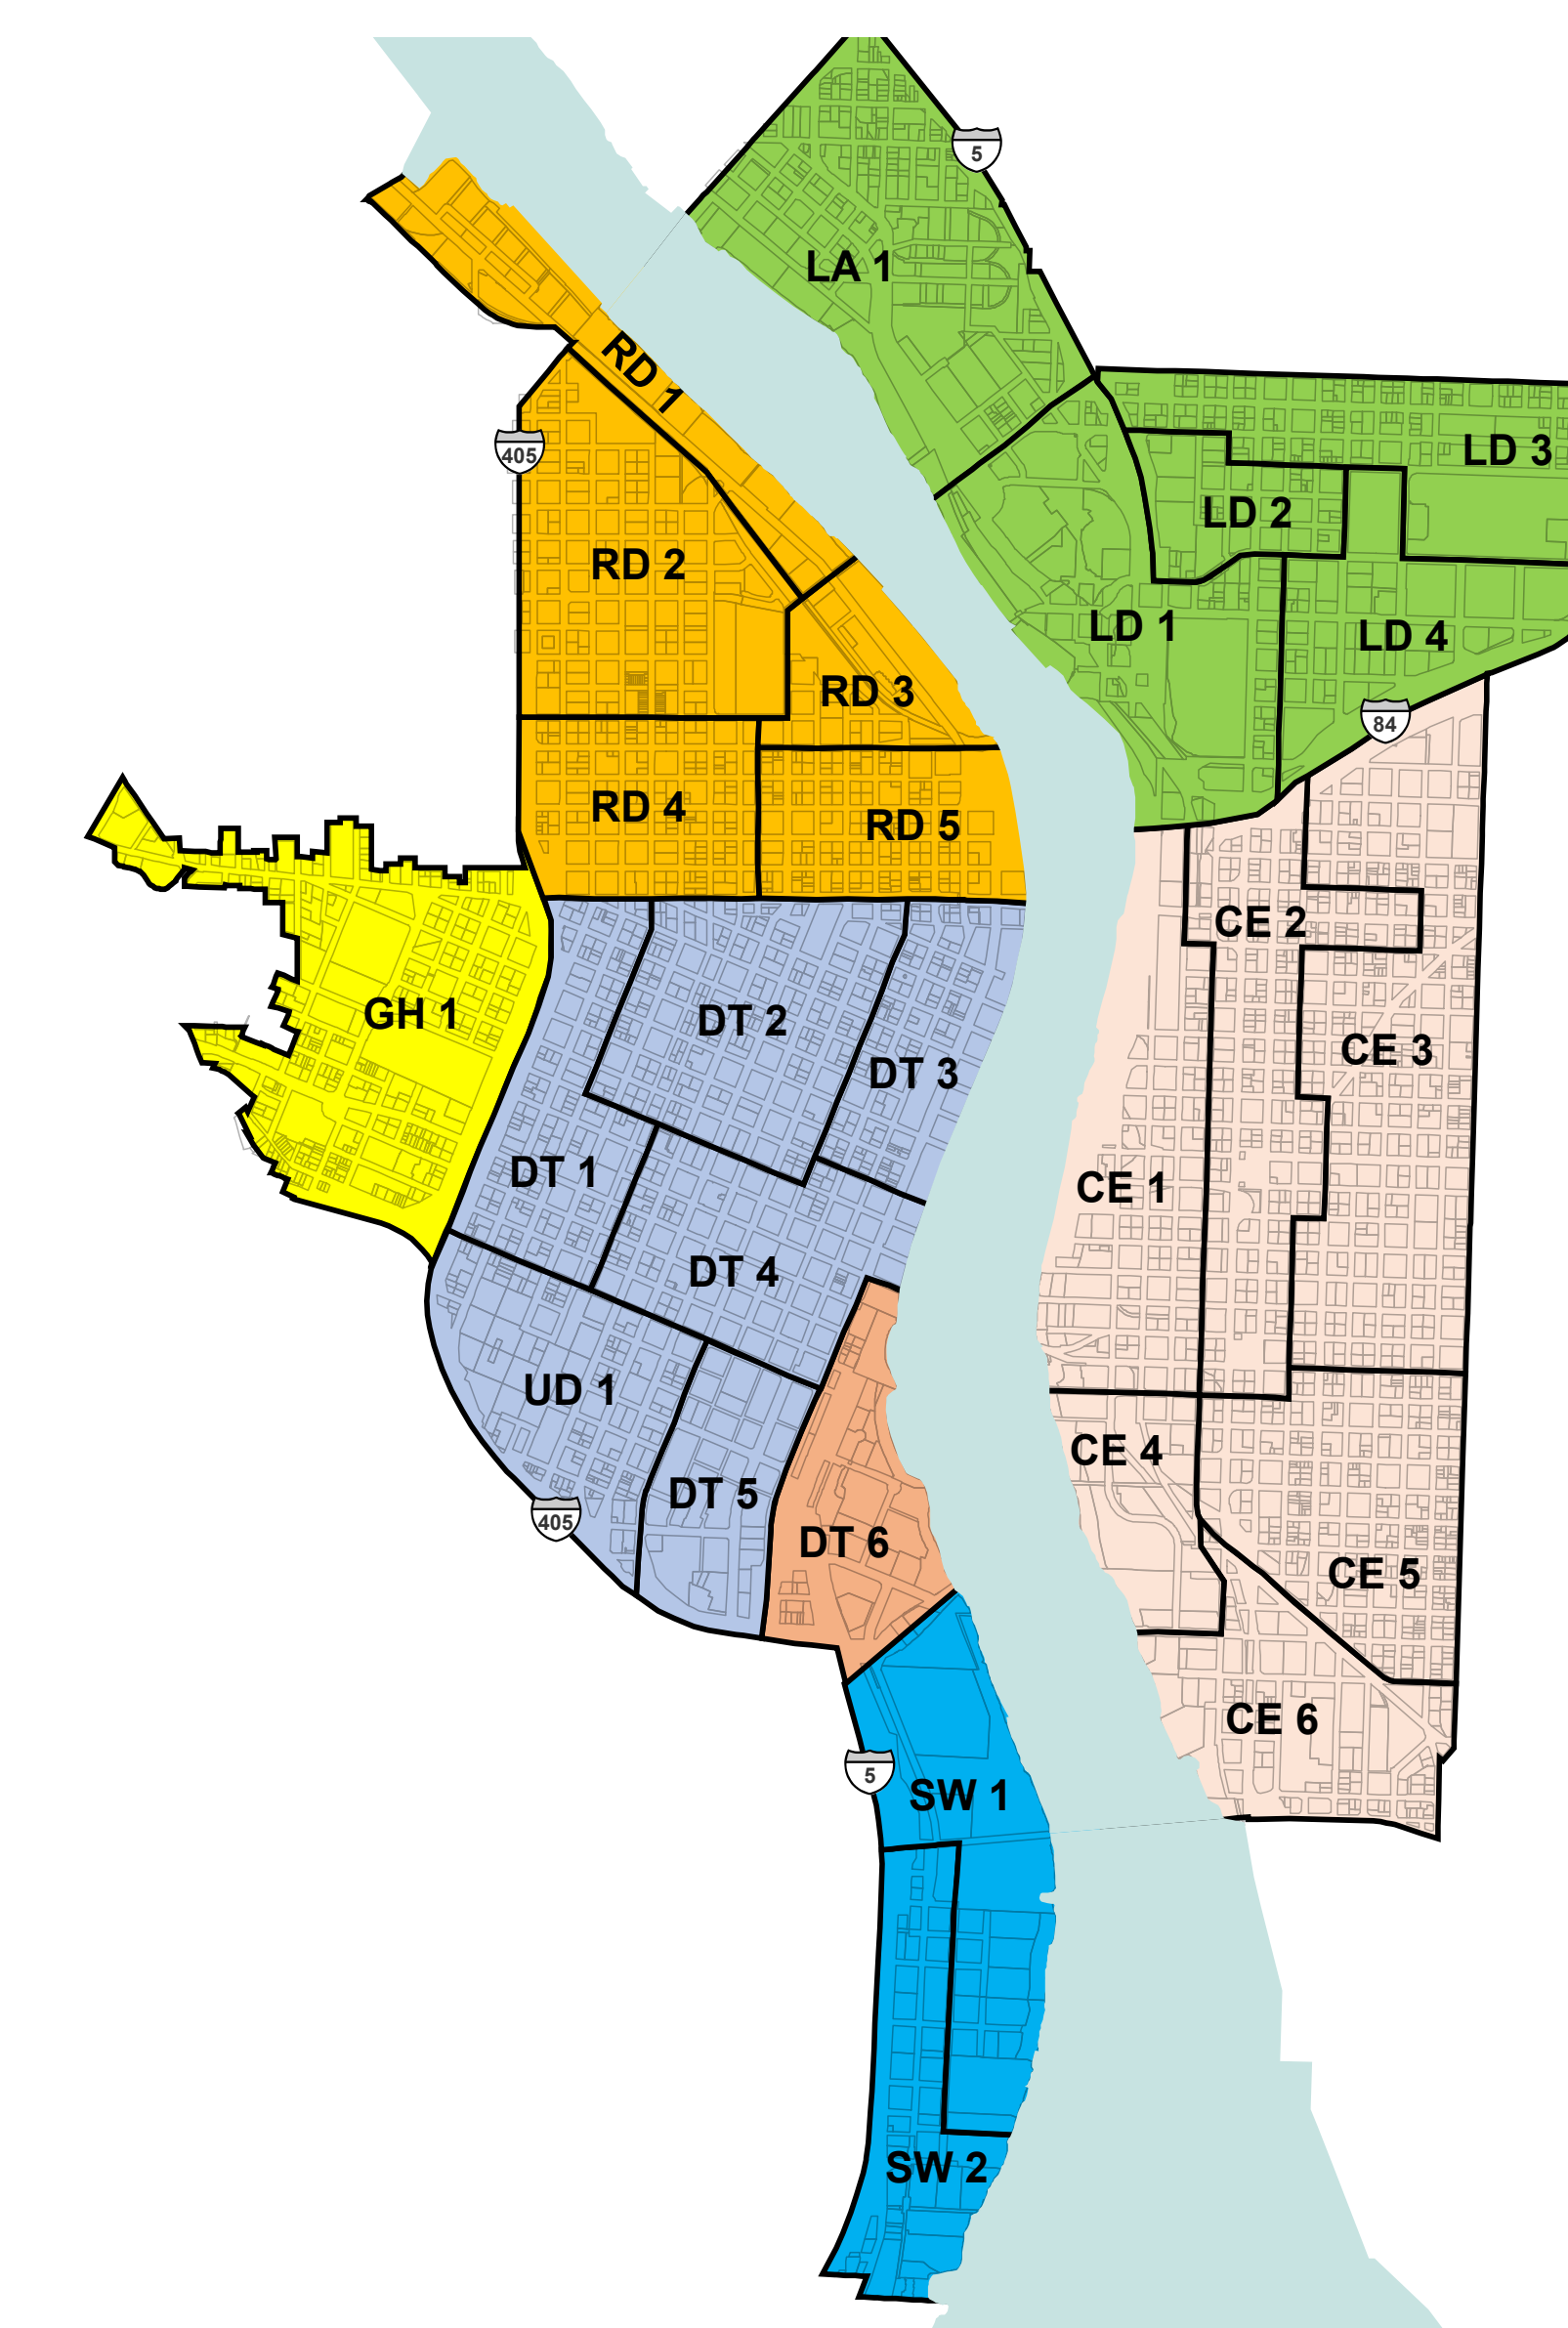 5
LA 1
RD 1
405
LD 3
LD 2
RD 2
LD 1
LD 4
RD 3
84
RD 4
RD 5
CE 2
GH 1
DT 2
CE 3
DT 3
DT 1
CE 1
DT 4
UD 1
CE 4
DT 5
405
DT 6
CE 5
CE 6
5
SW 1
SW 2